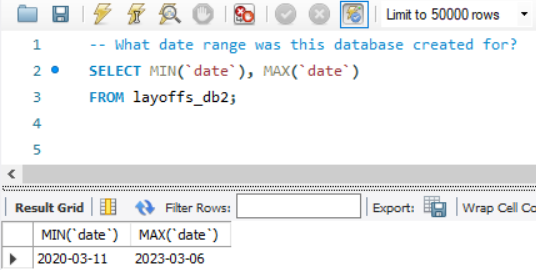 Limit to 50000 rows
1 -- What date range was this database created for?
2 SELECT MIN(`date`), MAX(`date`)
3 FROM layoffs_db2;
4
5
Result Grid Filter Rows: Export: Wrap Cell Co
MIN(`date`) MAX(`date`)
2020-03-11 2023-03-06